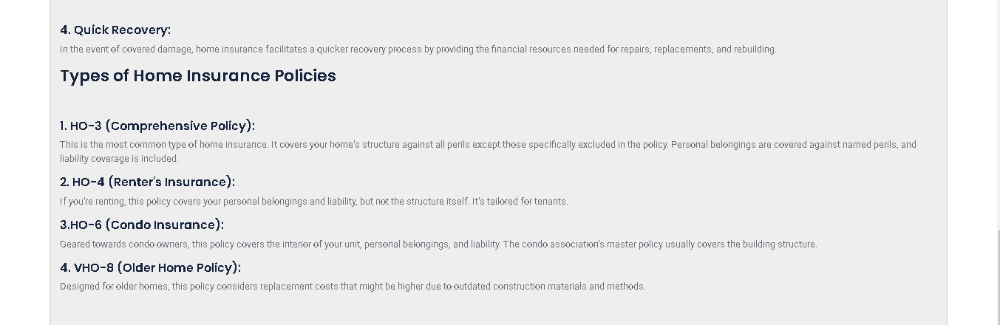 4. Quick Recovery:
In the event of covered damage, home insurance facilitates a quicker recovery process by providing the financial resources needed for repairs, replacements, and rebuilding.
Types of Home Insurance Policies
1. HO-3 (Comprehensive Policy):
This is the most common type of home insurance. It covers your home's structure against all perils except those specifically excluded in the policy. Personal belongings are covered against named perils, and
liability coverage is included.
2. HO-4 (Renter's Insurance):
If you're renting, this policy covers your personal belongings and liability, but not the structure itself. It's tailored for tenants.
3.HO-6 (Condo Insurance):
Geared towards condo owners, this policy covers the interior of your unit, personal belongings, and liability. The condo association's master policy usually covers the building structure.
4. VHO-8 (Older Home Policy):
Designed for older homes, this policy considers replacement costs that might be higher due to outdated construction materials and methods.